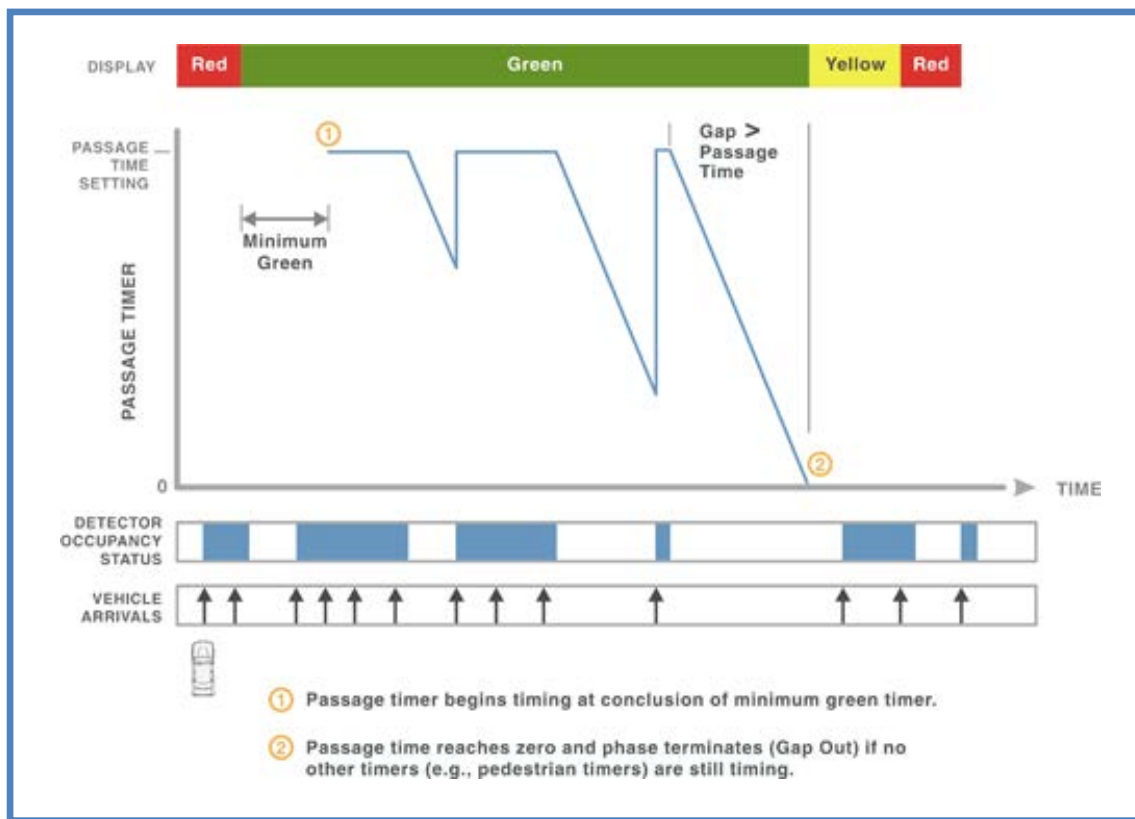 DISPLAY
Red
Green
Yellow
Red
PASSAGE
TIME
SETTING
1
Gap >
Passage
Time
Minimum
Green
PASSAGE TIMER
2
0
TIME
DETECTOR
OCCUPANCY
STATUS
VEHICLE
ARRIVALS
1 Passage timer begins timing at conclusion of minimum green timer.
2 Passage time reaches zero and phase terminates (Gap Out) if no
other timers (e.g., pedestrian timers) are still timing.